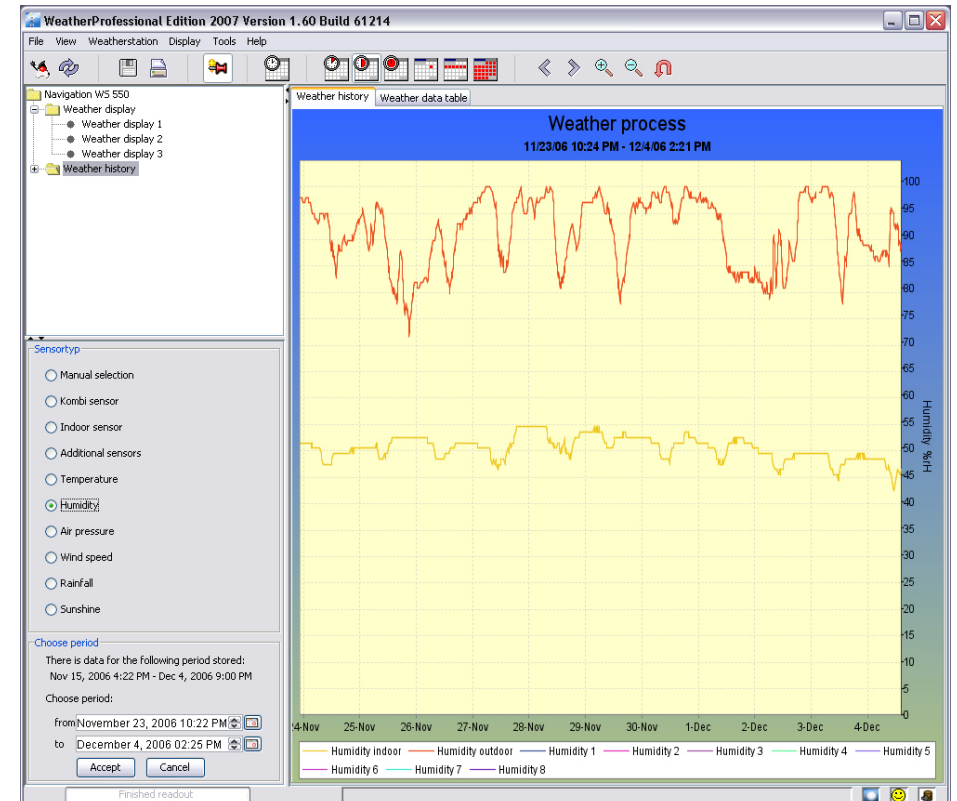 WeatherProfessional Edition 2007 Version 1.60 Build 61214
File View Weatherstation Display Tools Help
Navigation WS 550
Weather display
Weather display 1
Weather display 2
Weather display 3
Weather history
Sensortyp
Manual selection
Kombi sensor
Indoor sensor
Additional sensors
Temperature
Humidity
Air pressure
Wind speed
Rainfall
Sunshine
Choose period
There is data for the following period stored:
Nov 15, 2006 4:22 PM - Dec 4, 2006 9:00 PM
Choose period:
from November 23, 2006 10:22 PM
to December 4, 2006 02:25 PM
Accept Cancel
Finished readout
Weather history Weather data table
Weather process
11/23/06 10:24 PM - 12/4/06 2:21 PM
100
95
90
85
80
75
70
65
60
55
50
45
40
35
30
25
20
15
10
5
0
Humidity %rH
4-Nov 25-Nov 26-Nov 27-Nov 28-Nov 29-Nov 30-Nov 1-Dec 2-Dec 3-Dec 4-Dec
Humidity indoor Humidity outdoor Humidity 1 Humidity 2 Humidity 3 Humidity 4 Humidity 5
Humidity 6 Humidity 7 Humidity 8